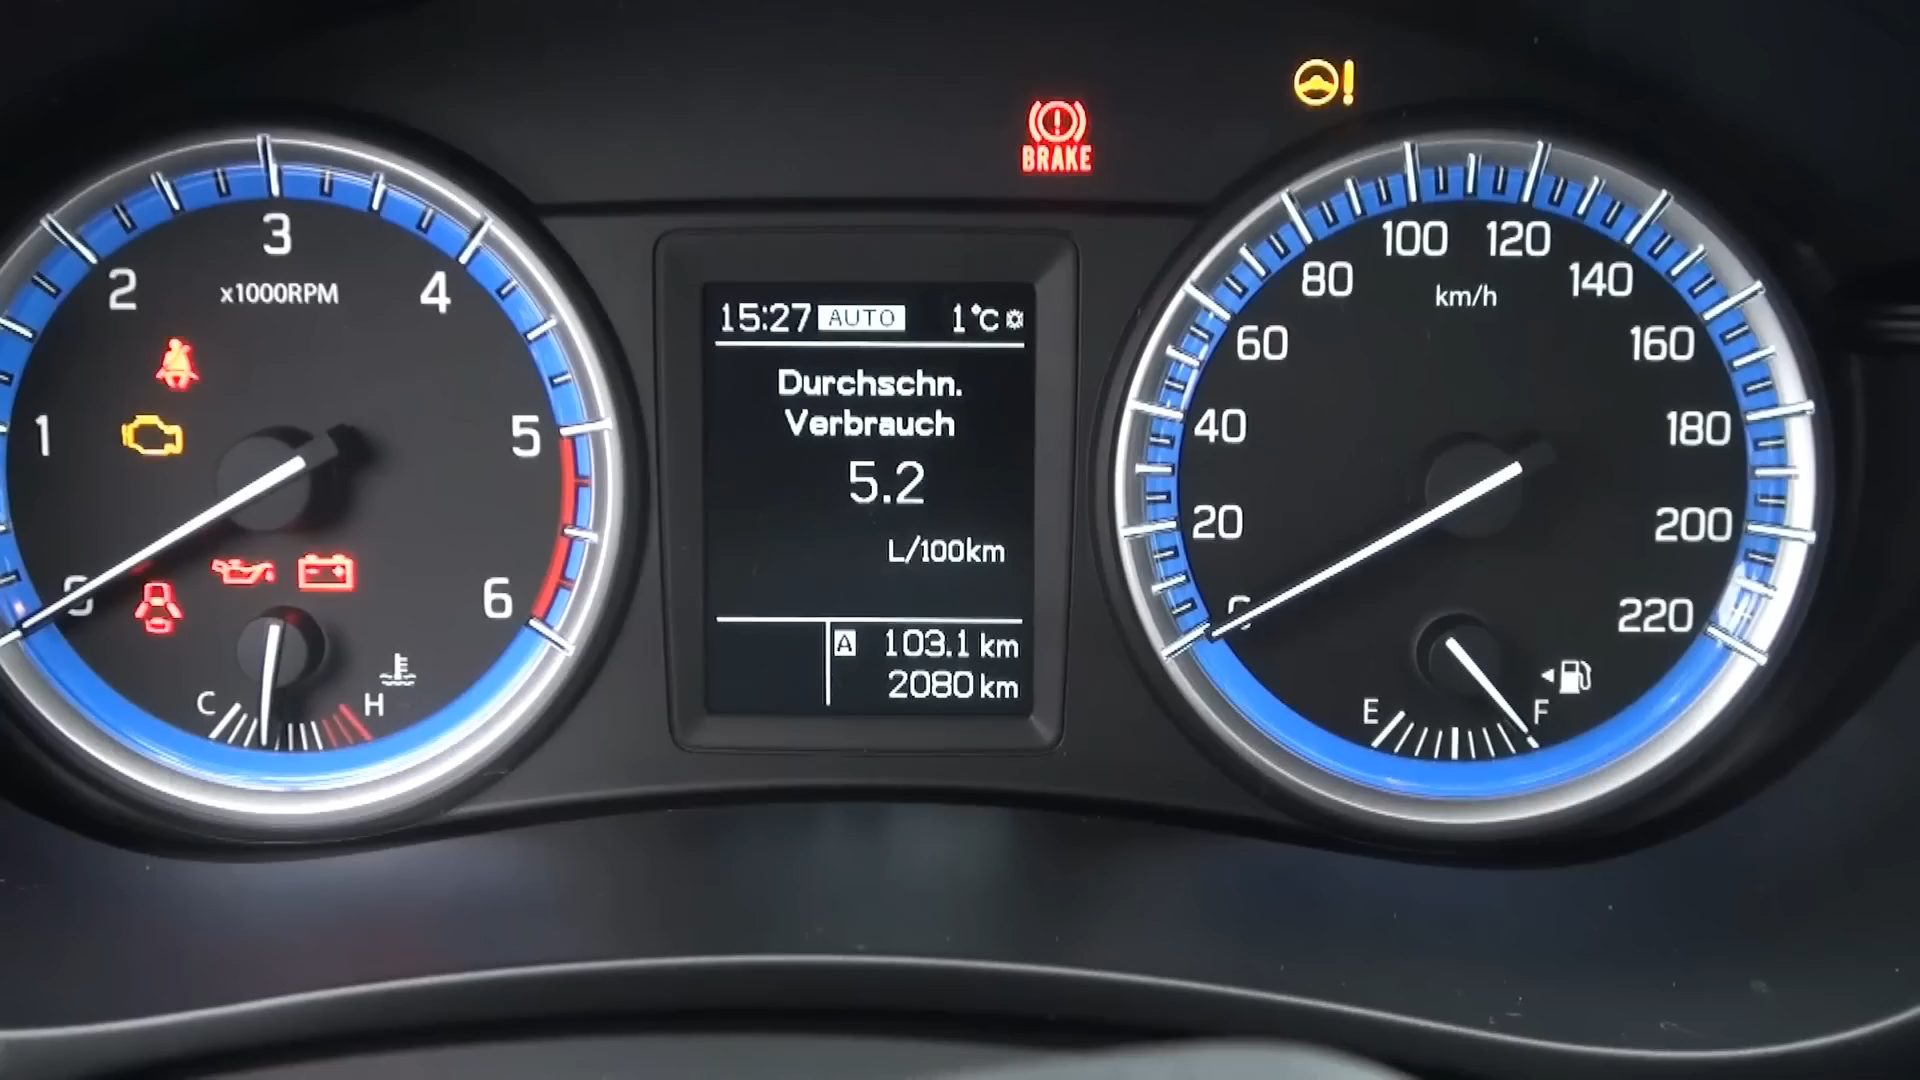 BRAKE
3
2
4
x1000RPM
1
5
6
C
H
15:27 AUTO 1°C
Durchschn.
Verbrauch
5.2
L/100km
A 103.1 km
2080 km
100 120
80
140
km/h
60
160
40
180
20
200
220
E
F